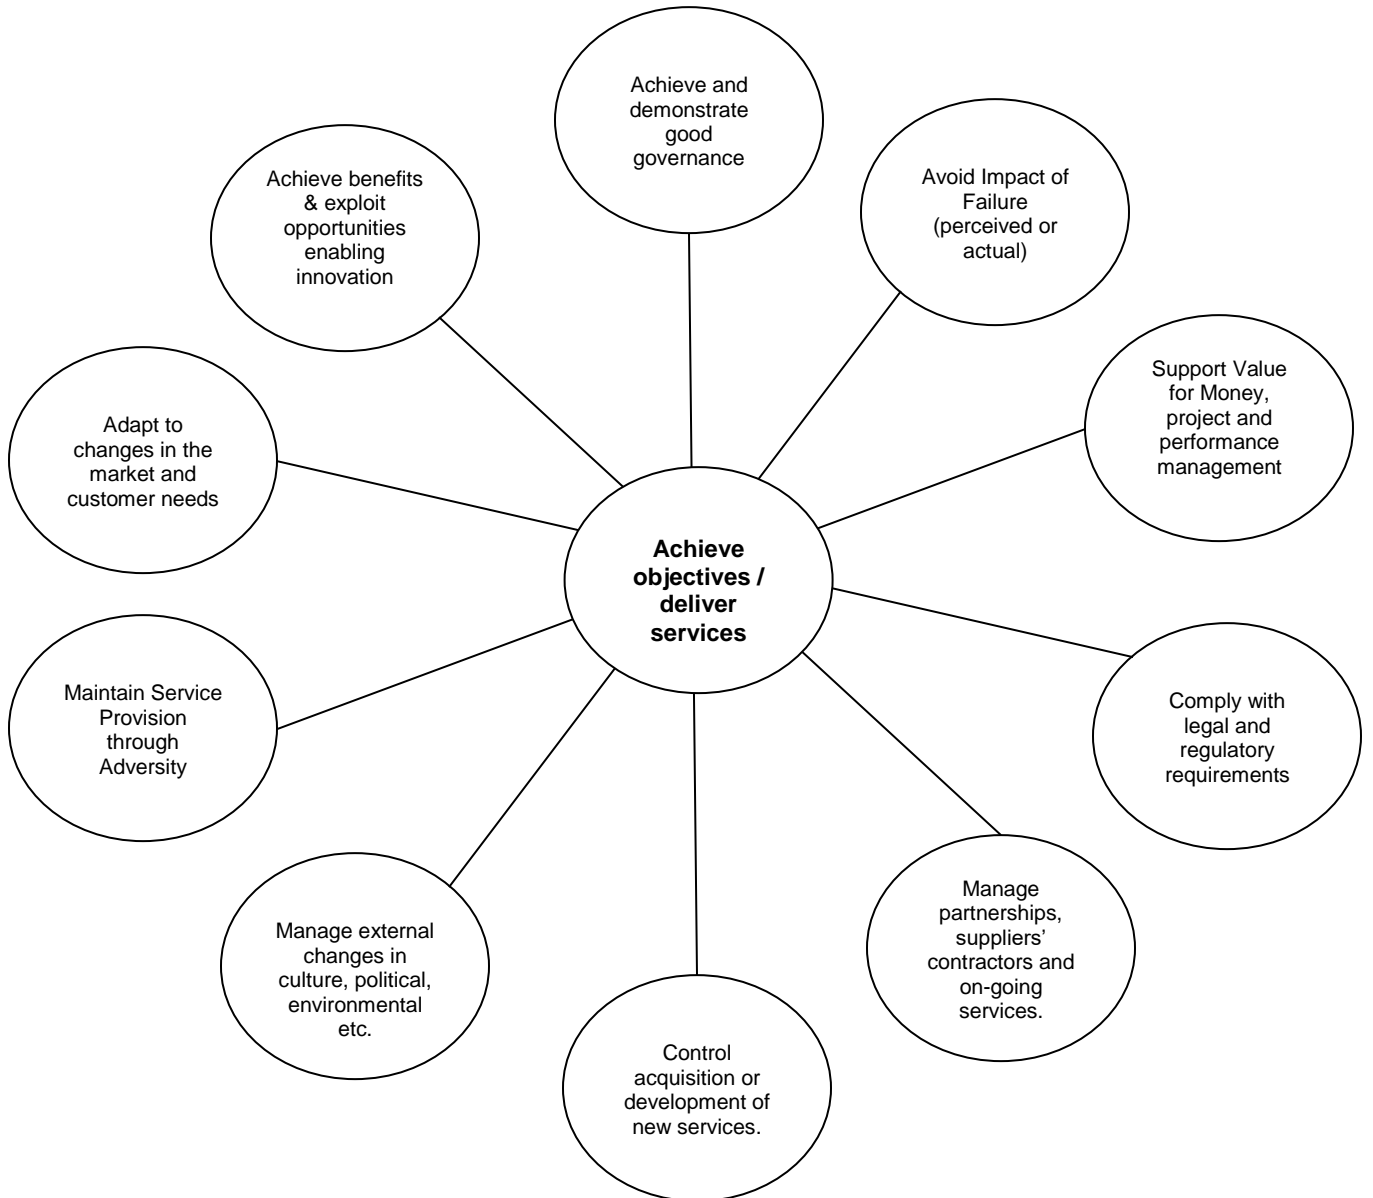 Achieve and
demonstrate
good
governance
Avoid Impact of
Failure
(perceived or
actual)
Achieve benefits
& exploit
opportunities
enabling
innovation
Support Value
for Money,
project and
performance
management
Adapt to
changes in the
market and
customer needs
Achieve
objectives /
deliver
services
Maintain Service
Provision
through
Adversity
Comply with
legal and
regulatory
requirements
Manage
partnerships,
suppliers’
contractors and
on-going
services.
Manage external
changes in
culture, political,
environmental
etc.
Control
acquisition or
development of
new services.